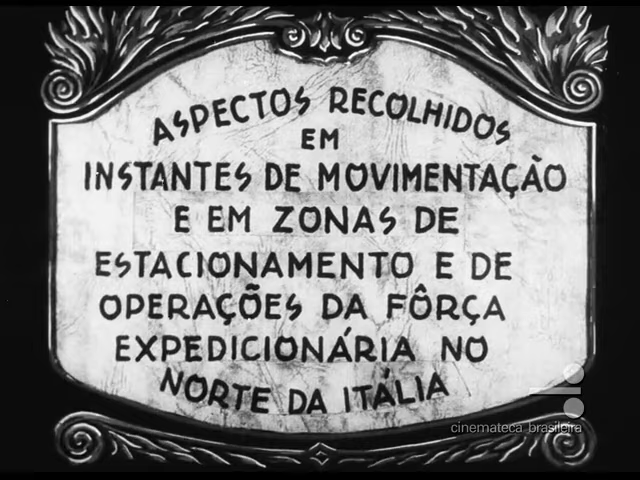 ASPECTOS RECOLHIDOS
EM
INSTANTES DE MOVIMENTAÇÃO
E EM ZONAS DE
ESTACIONAMENTO E DE
OPERAÇÕES DA FÔRÇA
EXPEDICIONÁRIA NO
NORTE DA ITÁLIA
cinemateca brasileira